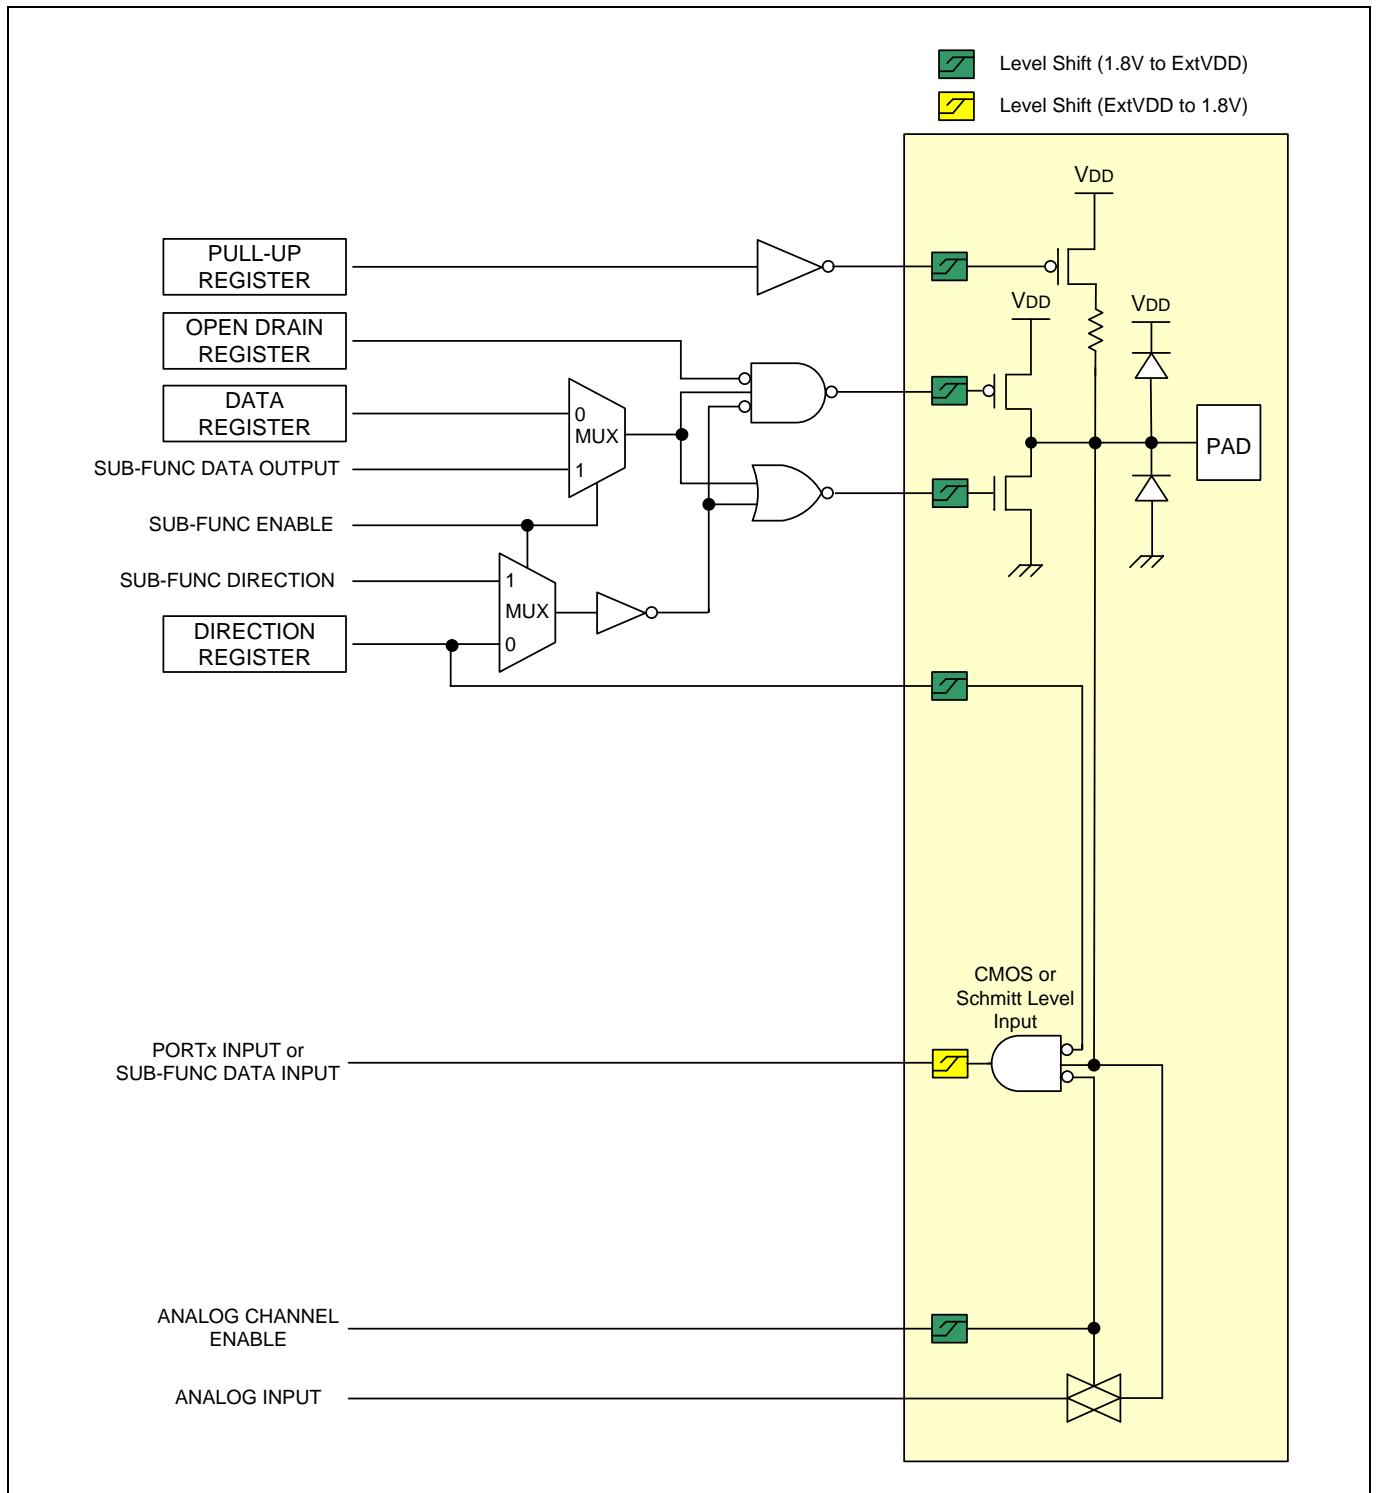 Level Shift (1.8V to ExtVDD)
Level Shift (ExtVDD to 1.8V)
VDD
PULL-UP
REGISTER
VDD
VDD
OPEN DRAIN
REGISTER
DATA
REGISTER
0
MUX
1
PAD
SUB-FUNC DATA OUTPUT
SUB-FUNC ENABLE
SUB-FUNC DIRECTION
1
MUX
0
DIRECTION
REGISTER
CMOS or
Schmitt Level
Input
PORTx INPUT or
SUB-FUNC DATA INPUT
ANALOG CHANNEL
ENABLE
ANALOG INPUT